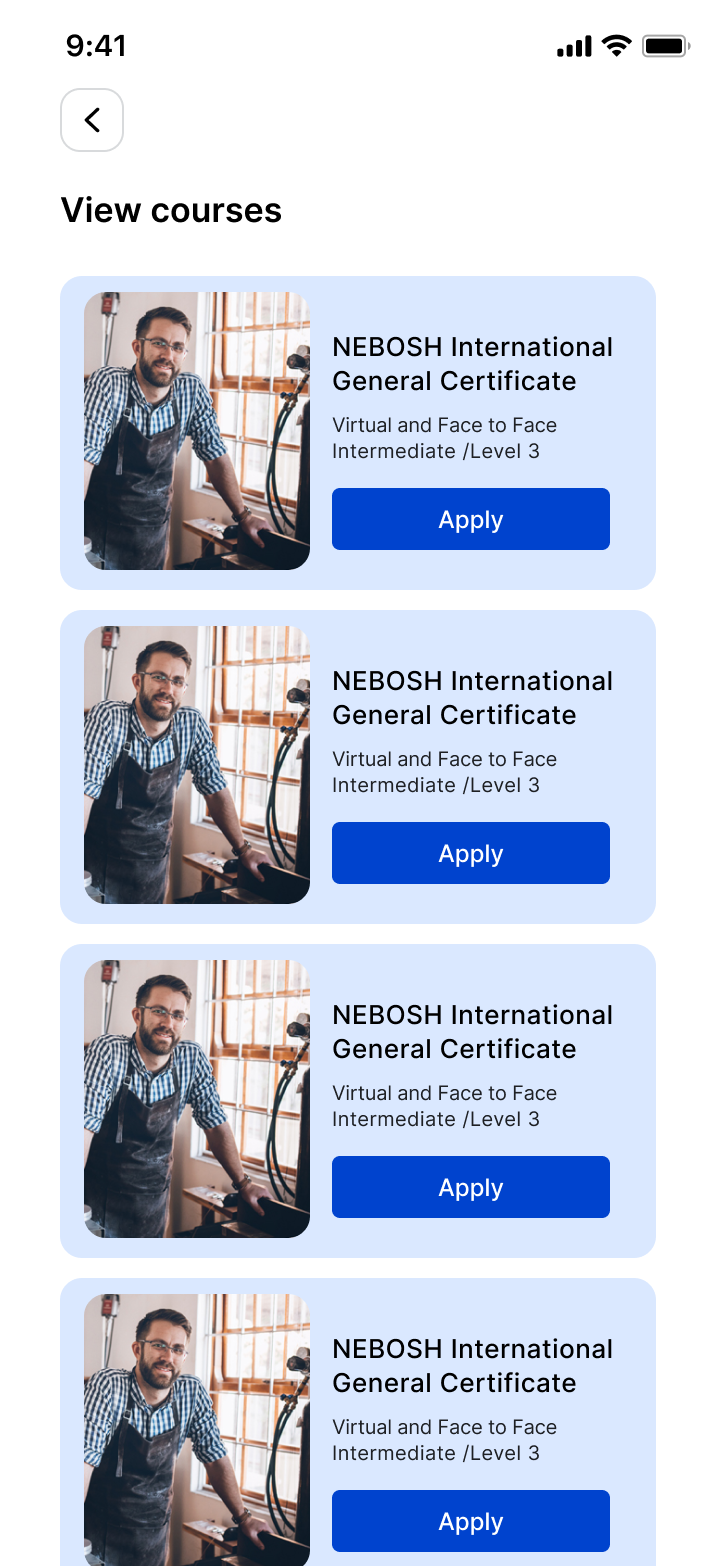 9:41
View courses
NEBOSH International
General Certificate
Virtual and Face to Face
Intermediate /Level 3
Apply
NEBOSH International
General Certificate
Virtual and Face to Face
Intermediate /Level 3
Apply
NEBOSH International
General Certificate
Virtual and Face to Face
Intermediate /Level 3
Apply
NEBOSH International
General Certificate
Virtual and Face to Face
Intermediate /Level 3
Apply